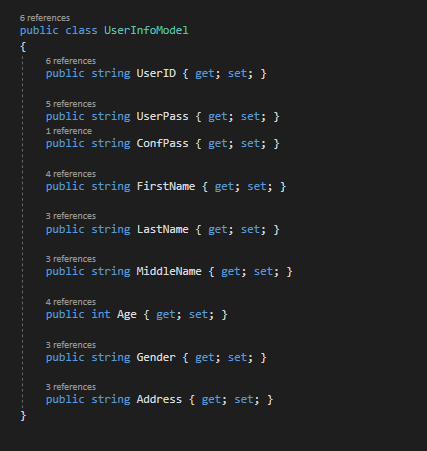 6 references
public class UserInfoModel
{
6 references
public string UserID { get; set; }
5 references
public string UserPass { get; set; }
1 reference
public string ConfPass { get; set; }
4 references
public string FirstName { get; set; }
3 references
public string LastName { get; set; }
3 references
public string MiddleName { get; set; }
4 references
public int Age { get; set; }
3 references
public string Gender { get; set; }
3 references
public string Address { get; set; }
}